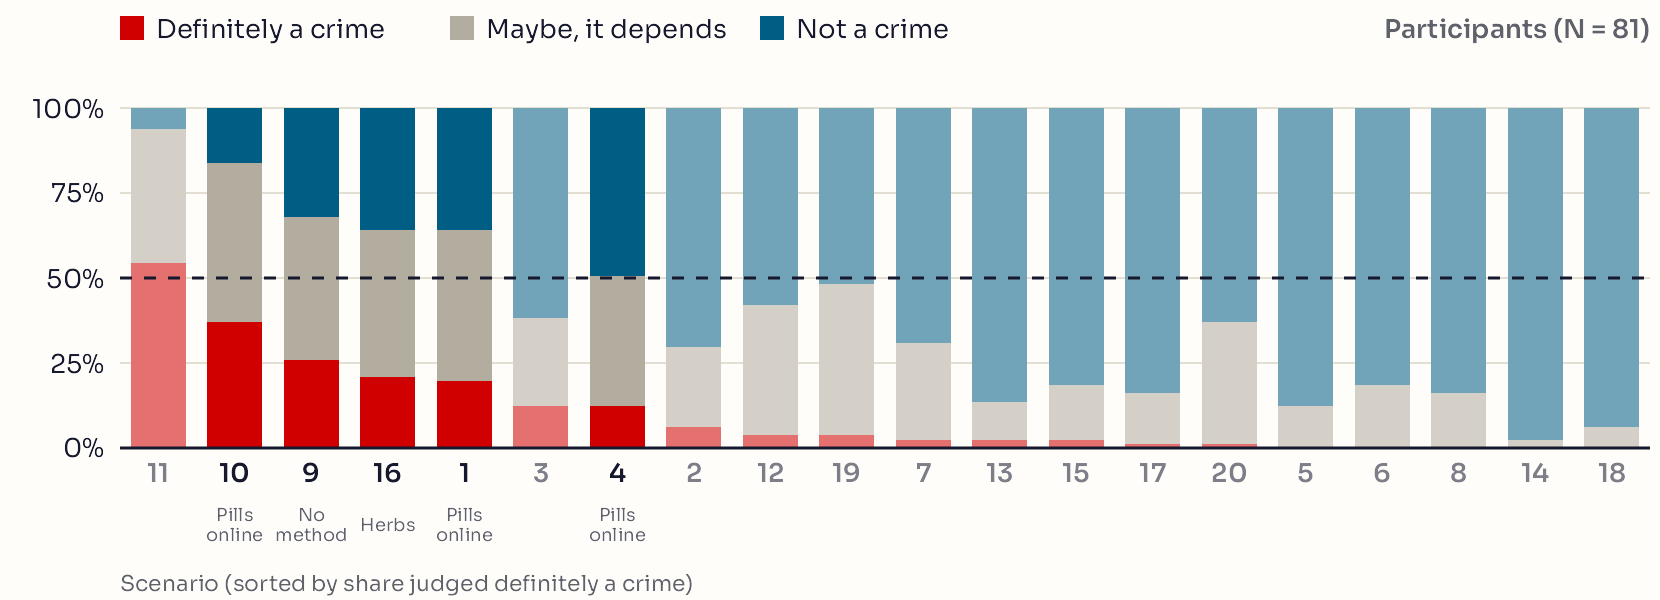 Definitely a crime Maybe, it depends Not a crime Participants (N = 81)
100%
75%
50%
25%
0%
11 10 9 16 1 3 4 2 12 19 7 13 15 17 20 5 6 8 14 18
Pills online No method Herbs Pills online Pills online
Scenario (sorted by share judged definitely a crime)